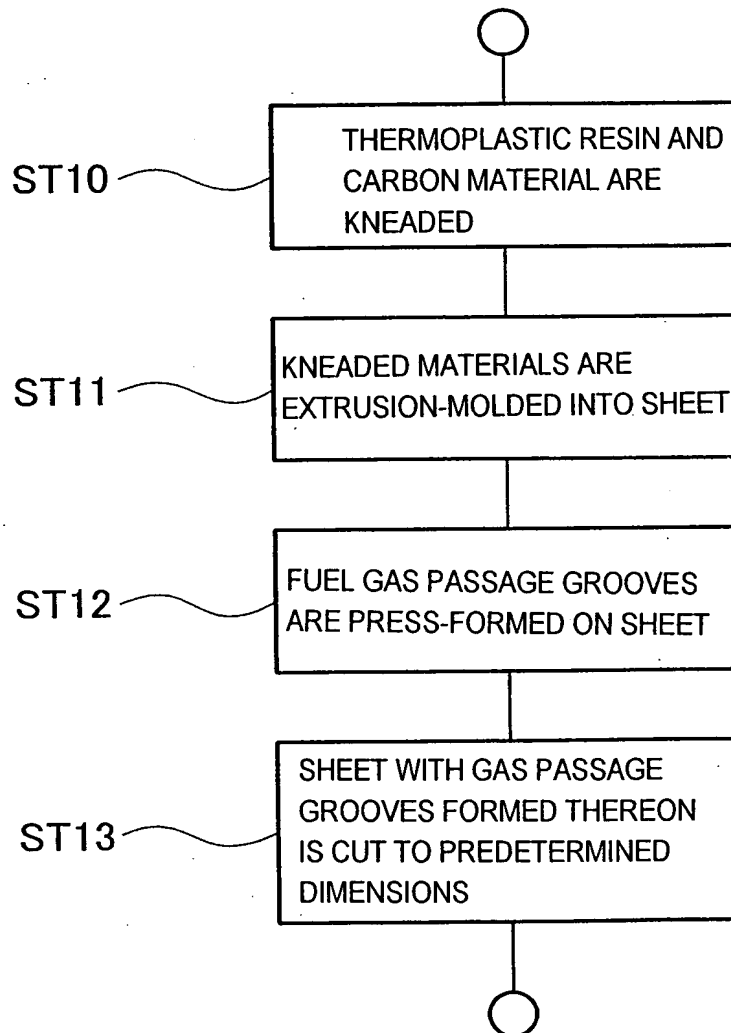 ST10
THERMOPLASTIC RESIN AND
CARBON MATERIAL ARE
KNEADED
ST11
KNEADED MATERIALS ARE
EXTRUSION-MOLDED INTO SHEET
ST12
FUEL GAS PASSAGE GROOVES
ARE PRESS-FORMED ON SHEET
ST13
SHEET WITH GAS PASSAGE
GROOVES FORMED THEREON
IS CUT TO PREDETERMINED
DIMENSIONS